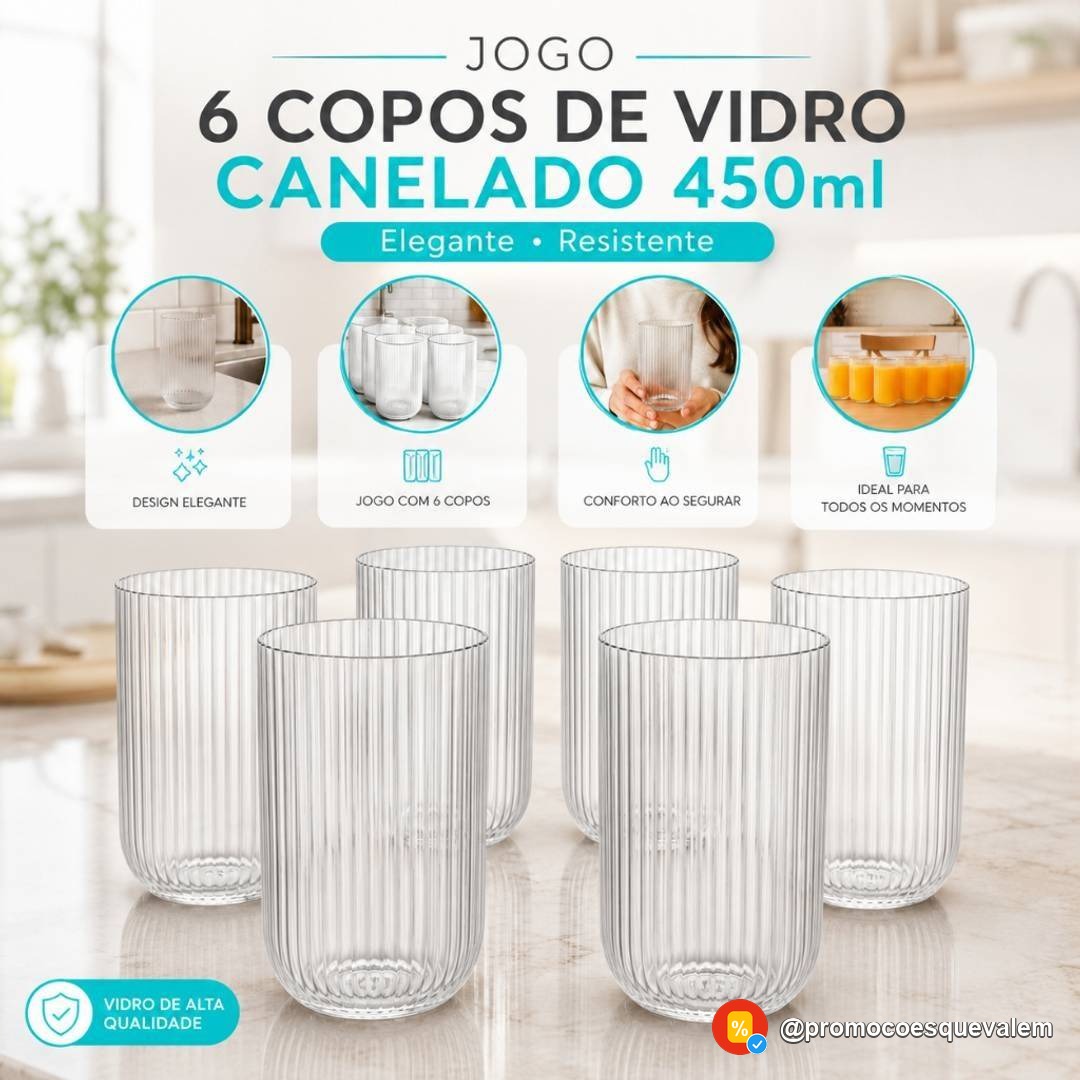 JOGO
6 COPOS DE VIDRO
CANELADO 450ml
Elegante • Resistente
DESIGN ELEGANTE
JOGO COM 6 COPOS
CONFORTO AO SEGURAR
IDEAL PARA
TODOS OS MOMENTOS
VIDRO DE ALTA
QUALIDADE
%
@promocoesquevalem